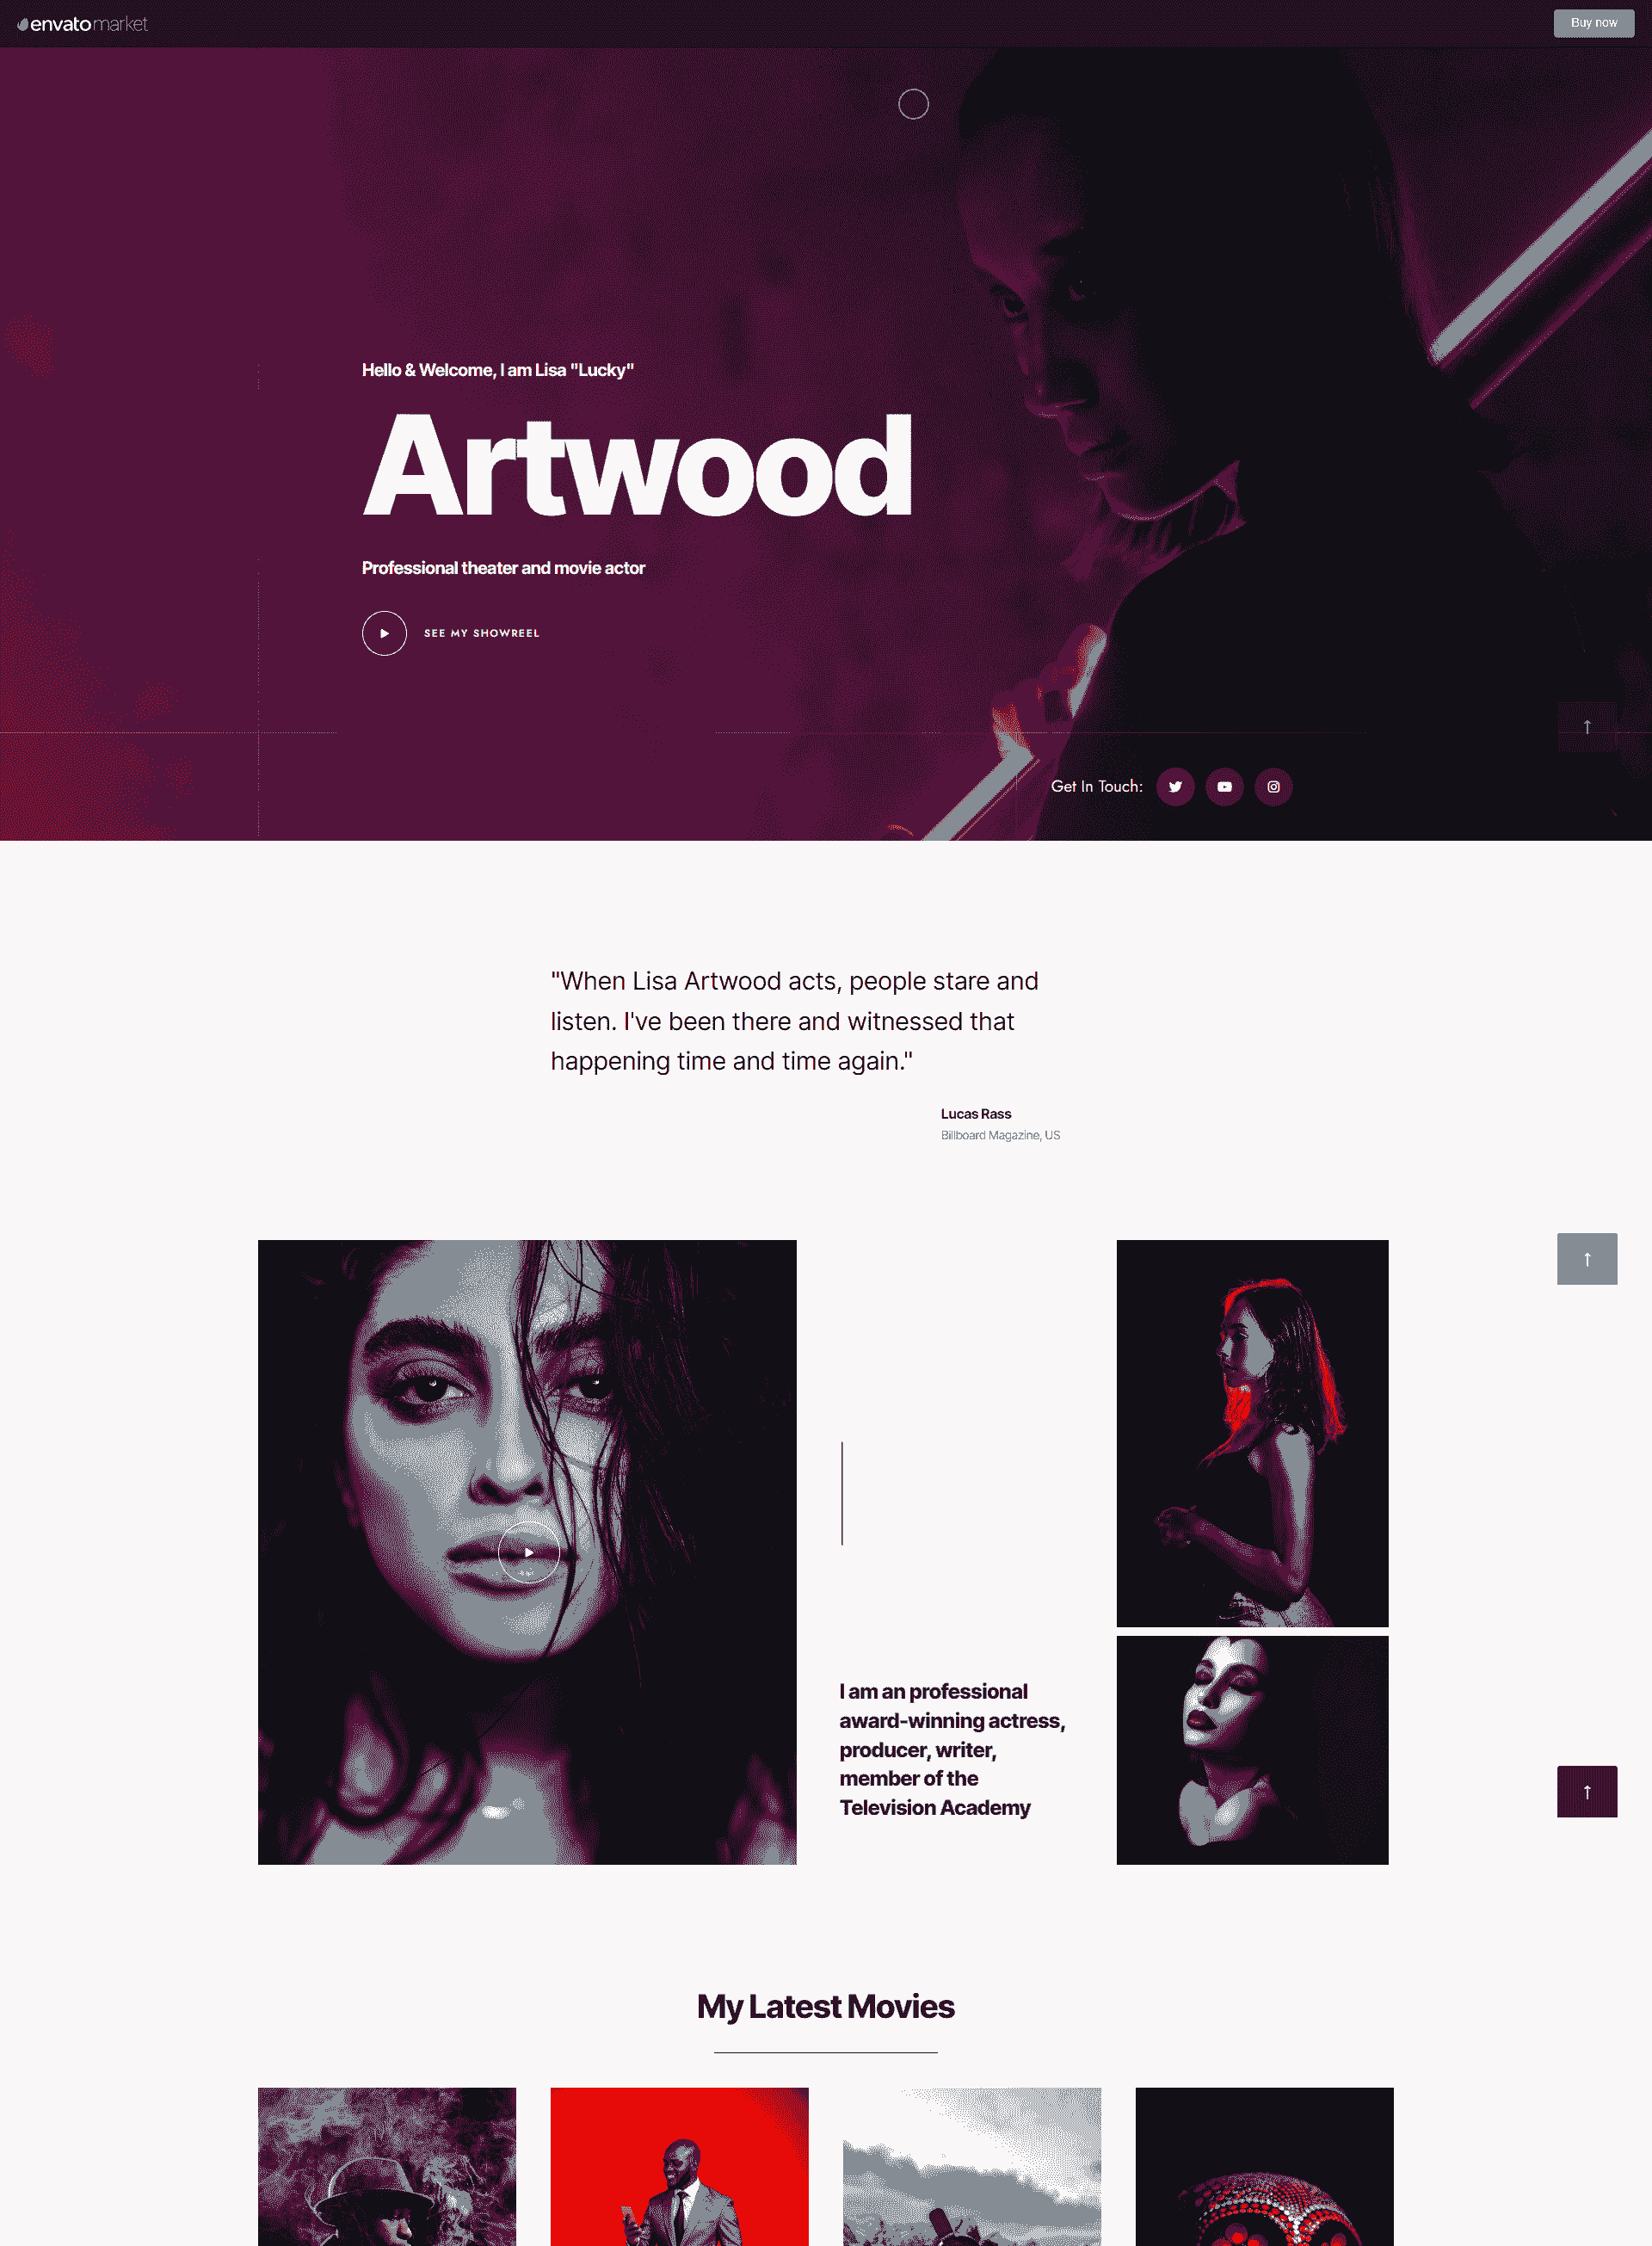 envato market
Buy now
Hello & Welcome, I am Lisa "Lucky"
Artwood
Professional theater and movie actor
SEE MY SHOWREEL
Get In Touch:
"When Lisa Artwood acts, people stare and
listen. I've been there and witnessed that
happening time and time again."
Lucas Rass
Billboard Magazine, US
I am an professional
award-winning actress,
producer, writer,
member of the
Television Academy
My Latest Movies